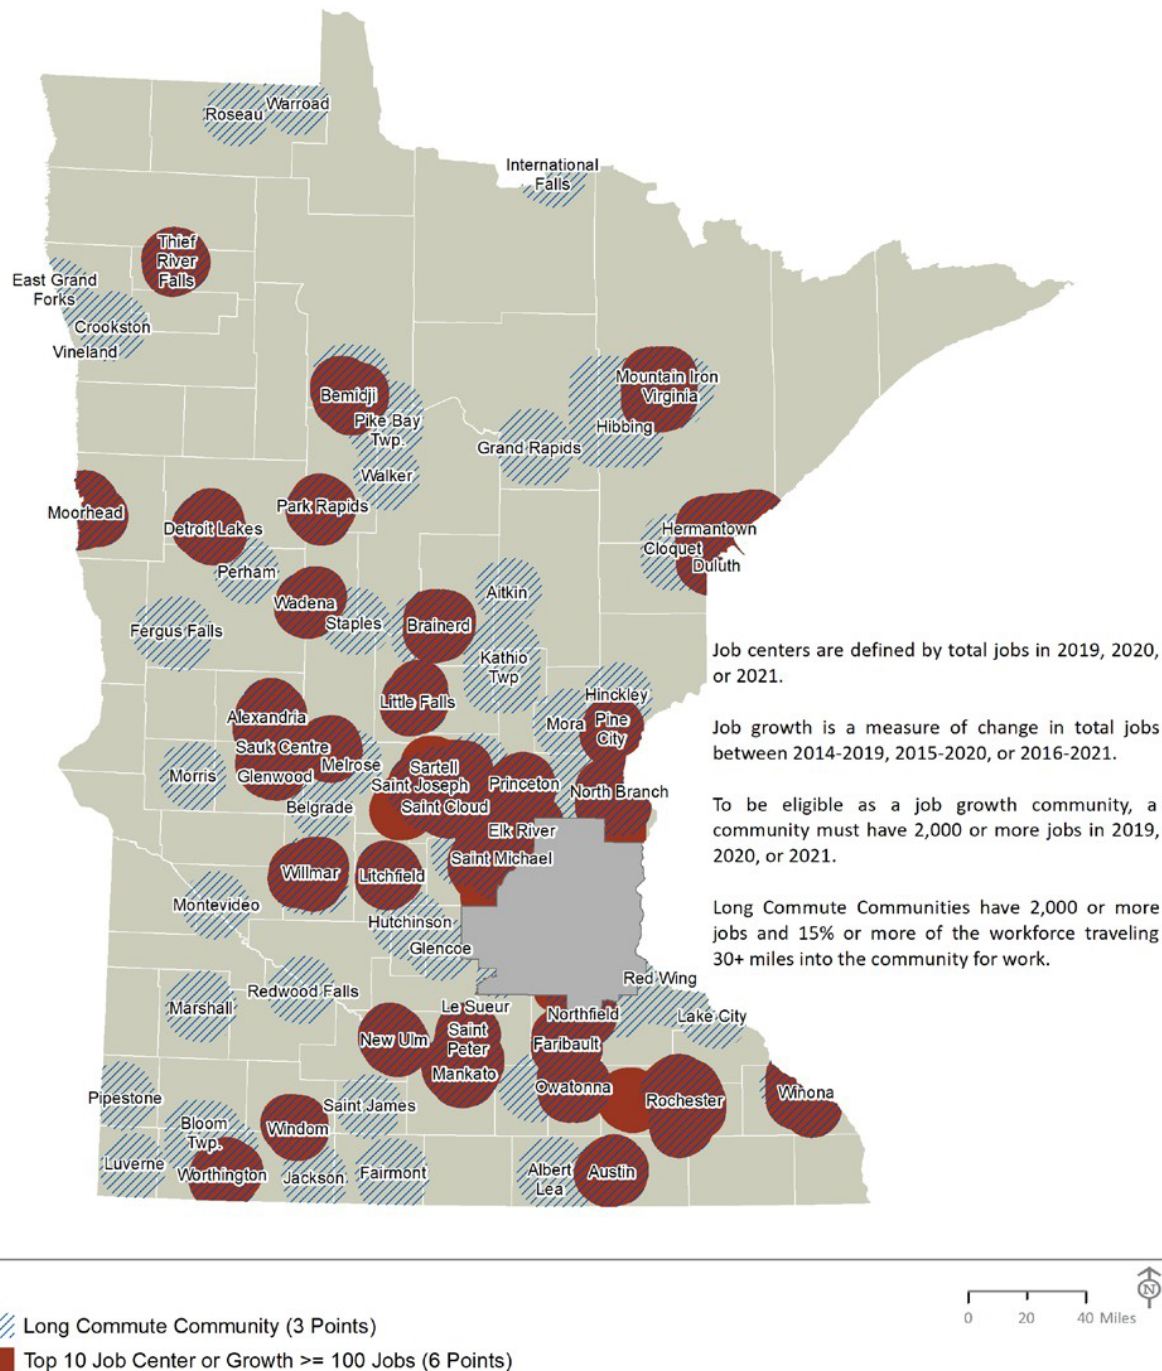 Roseau
Warroad
International
Falls
Thief
River
Falls
East Grand
Forks
Crookston
Vineland
Bemidji
Pike Bay
Twp.
Walker
Mountain Iron
Virginia
Hibbing
Grand Rapids
Moorhead
Detroit Lakes
Park Rapids
Perham
Hermantown
Cloquet
Duluth
Wadena
Staples
Fergus Falls
Brainerd
Aitkin
Kathio
Twp
Little Falls
Hinckley
Mora
Pine
City
Alexandria
Sauk Centre
Glenwood
Melrose
Morris
Belgrade
Sartell
Saint Joseph
Saint Cloud
Princeton
North Branch
Elk River
Saint Michael
Willmar
Litchfield
Montevideo
Hutchinson
Glencoe
Redwood Falls
Marshall
Red Wing
Lake City
Le Sueur
Saint
Peter
Mankato
New Ulm
Northfield
Faribault
Owatonna
Rochester
Winona
Pipestone
Bloom
Twp.
Saint James
Windom
Luverne
Worthington
Jackson
Fairmont
Albert
Lea
Austin
Job centers are defined by total jobs in 2019, 2020,
or 2021.
Job growth is a measure of change in total jobs
between 2014-2019, 2015-2020, or 2016-2021.
To be eligible as a job growth community, a
community must have 2,000 or more jobs in 2019,
2020, or 2021.
Long Commute Communities have 2,000 or more
jobs and 15% or more of the workforce traveling
30+ miles into the community for work.
N
0 20 40 Miles
Long Commute Community (3 Points)
Top 10 Job Center or Growth >= 100 Jobs (6 Points)